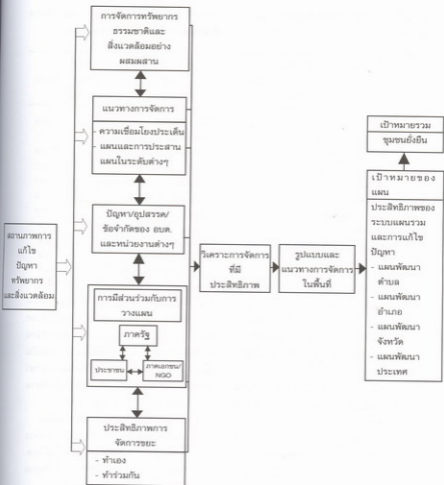 การจัดการทรัพยากร
ธรรมชาติและ
สิ่งแวดล้อมอย่าง
ผสมผสาน
แนวทางการจัดการ
- ความเชื่อมโยงประเด็น
- แผนและการประสาน
แผนในระดับต่างๆ
ปัญหา/อุปสรรค/
ข้อจำกัดของ อบต.
และหน่วยงานต่างๆ
สถานภาพการ
แก้ไข
ปัญหา
ทรัพยากร
และสิ่งแวดล้อม
การมีส่วนร่วมกับการ
วางแผน
ภาครัฐ
ประชาชน
ภาคเอกชน/
NGO
ประสิทธิภาพการ
จัดการขยะ
- ทำเอง
- ทำร่วมกัน
วิเคราะห์การจัดการ
ที่มี
ประสิทธิภาพ
รูปแบบและ
แนวทางการจัดการ
ในพื้นที่
เป้าหมายรวม
ชุมชนยั่งยืน
เป้าหมายของ
แผน
ประสิทธิภาพของ
ระบบแผนรวม
และการแก้ไข
ปัญหา
- แผนพัฒนา
ตำบล
- แผนพัฒนา
อำเภอ
- แผนพัฒนา
จังหวัด
- แผนพัฒนา
ประเทศ